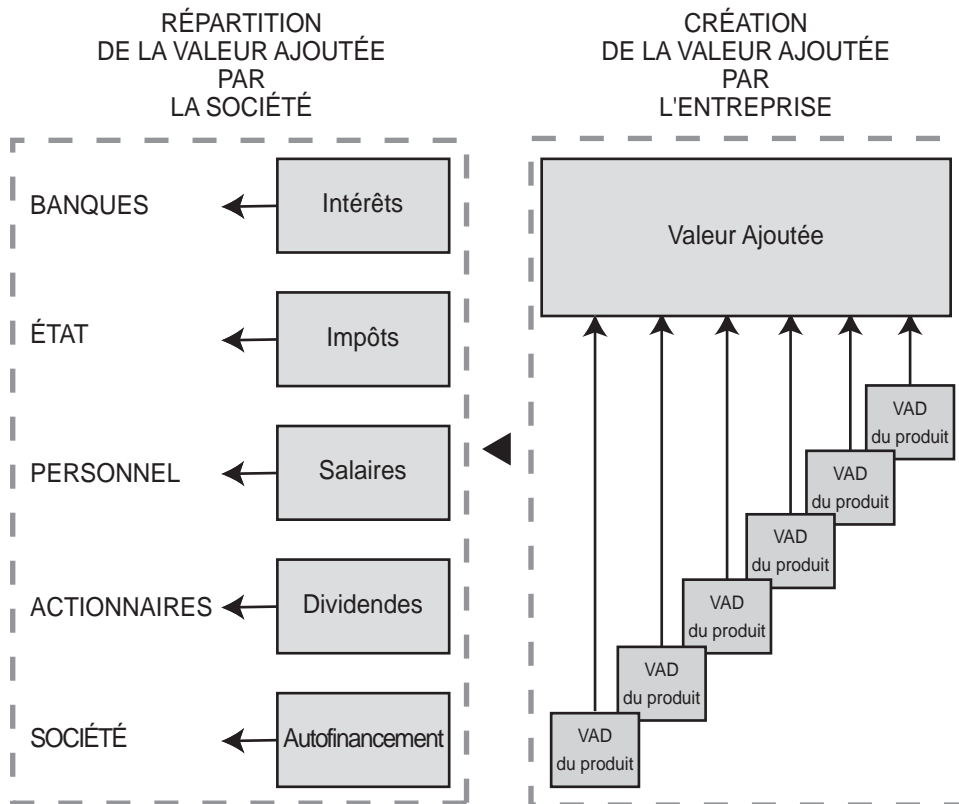 RÉPARTITION
DE LA VALEUR AJOUTÉE
PAR
LA SOCIÉTÉ
CRÉATION
DE LA VALEUR AJOUTÉE
PAR
L'ENTREPRISE
BANQUES
Intérêts
ÉTAT
Impôts
PERSONNEL
Salaires
ACTIONNAIRES
Dividendes
SOCIÉTÉ
Autofinancement
Valeur Ajoutée
VAD
du produit
VAD
du produit
VAD
du produit
VAD
du produit
VAD
du produit
VAD
du produit